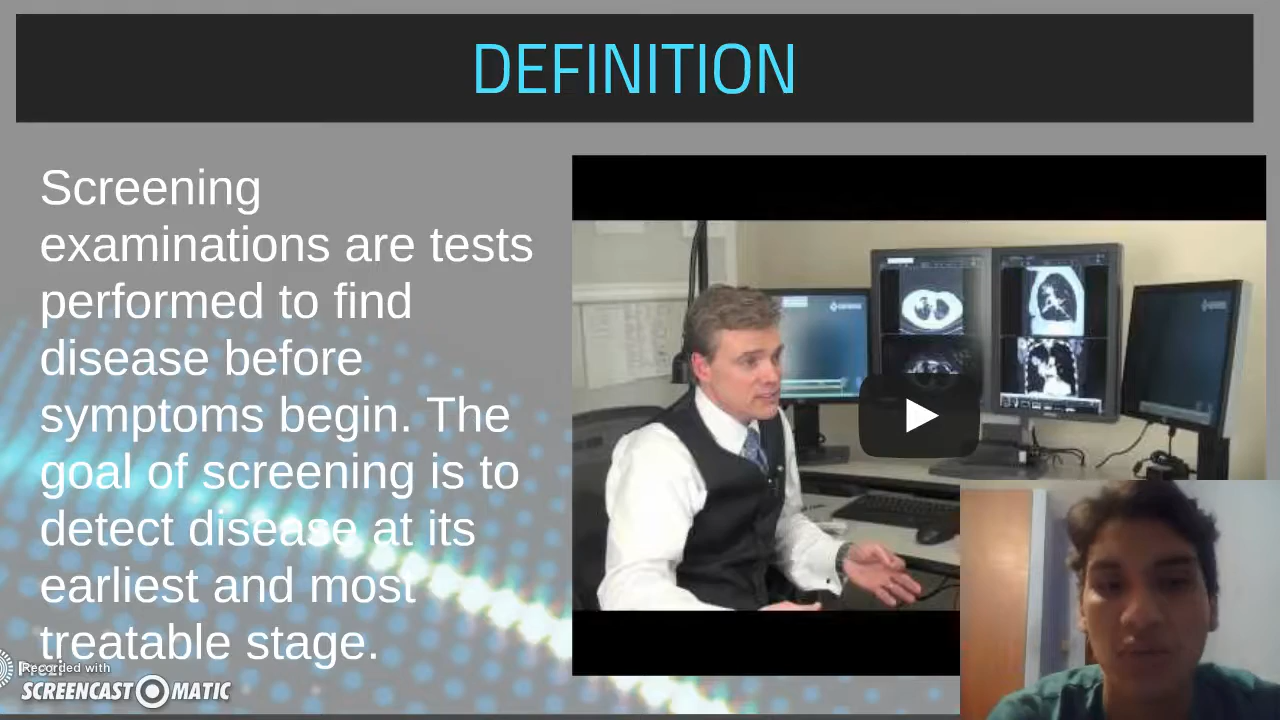 DEFINITION
Screening
examinations are tests
performed to find
disease before
symptoms begin. The
goal of screening is to
detect disease at its
earliest and most
treatable stage.
Prezi
Recorded with
SCREENCAST MATIC